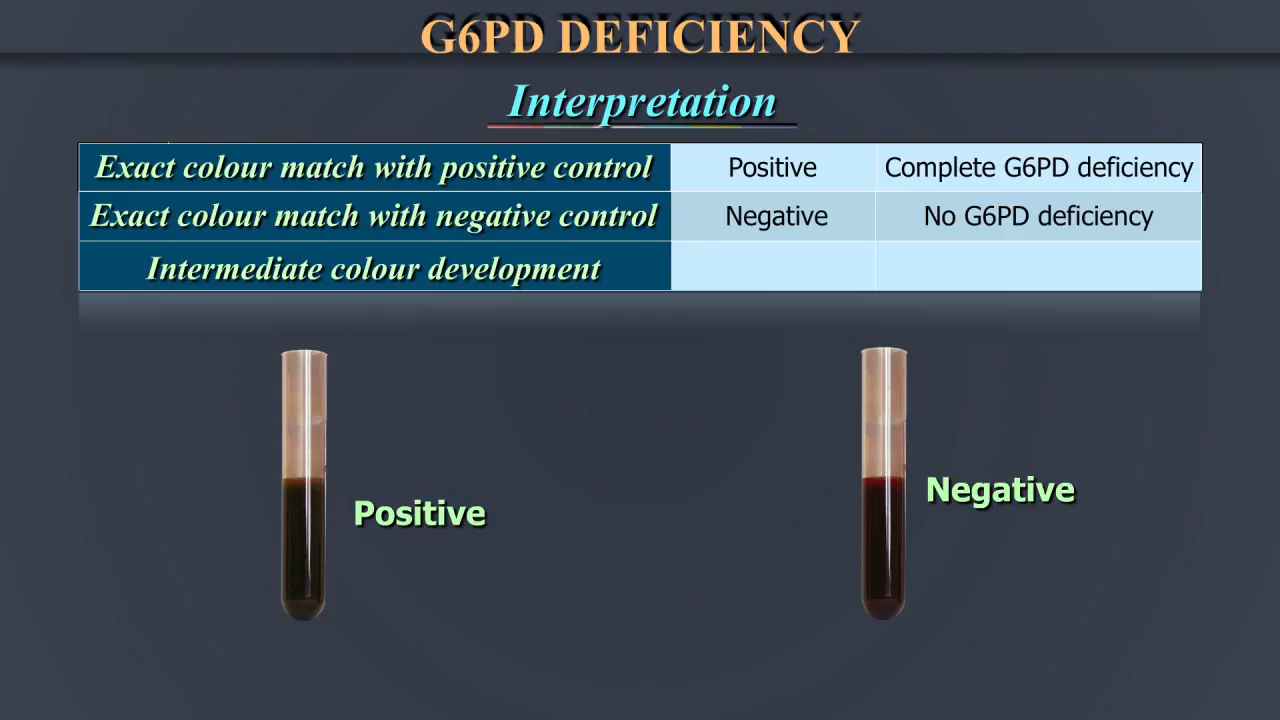 G6PD DEFICIENCY
Interpretation
Exact colour match with positive control Positive Complete G6PD deficiency
Exact colour match with negative control Negative No G6PD deficiency
Intermediate colour development
Positive
Negative